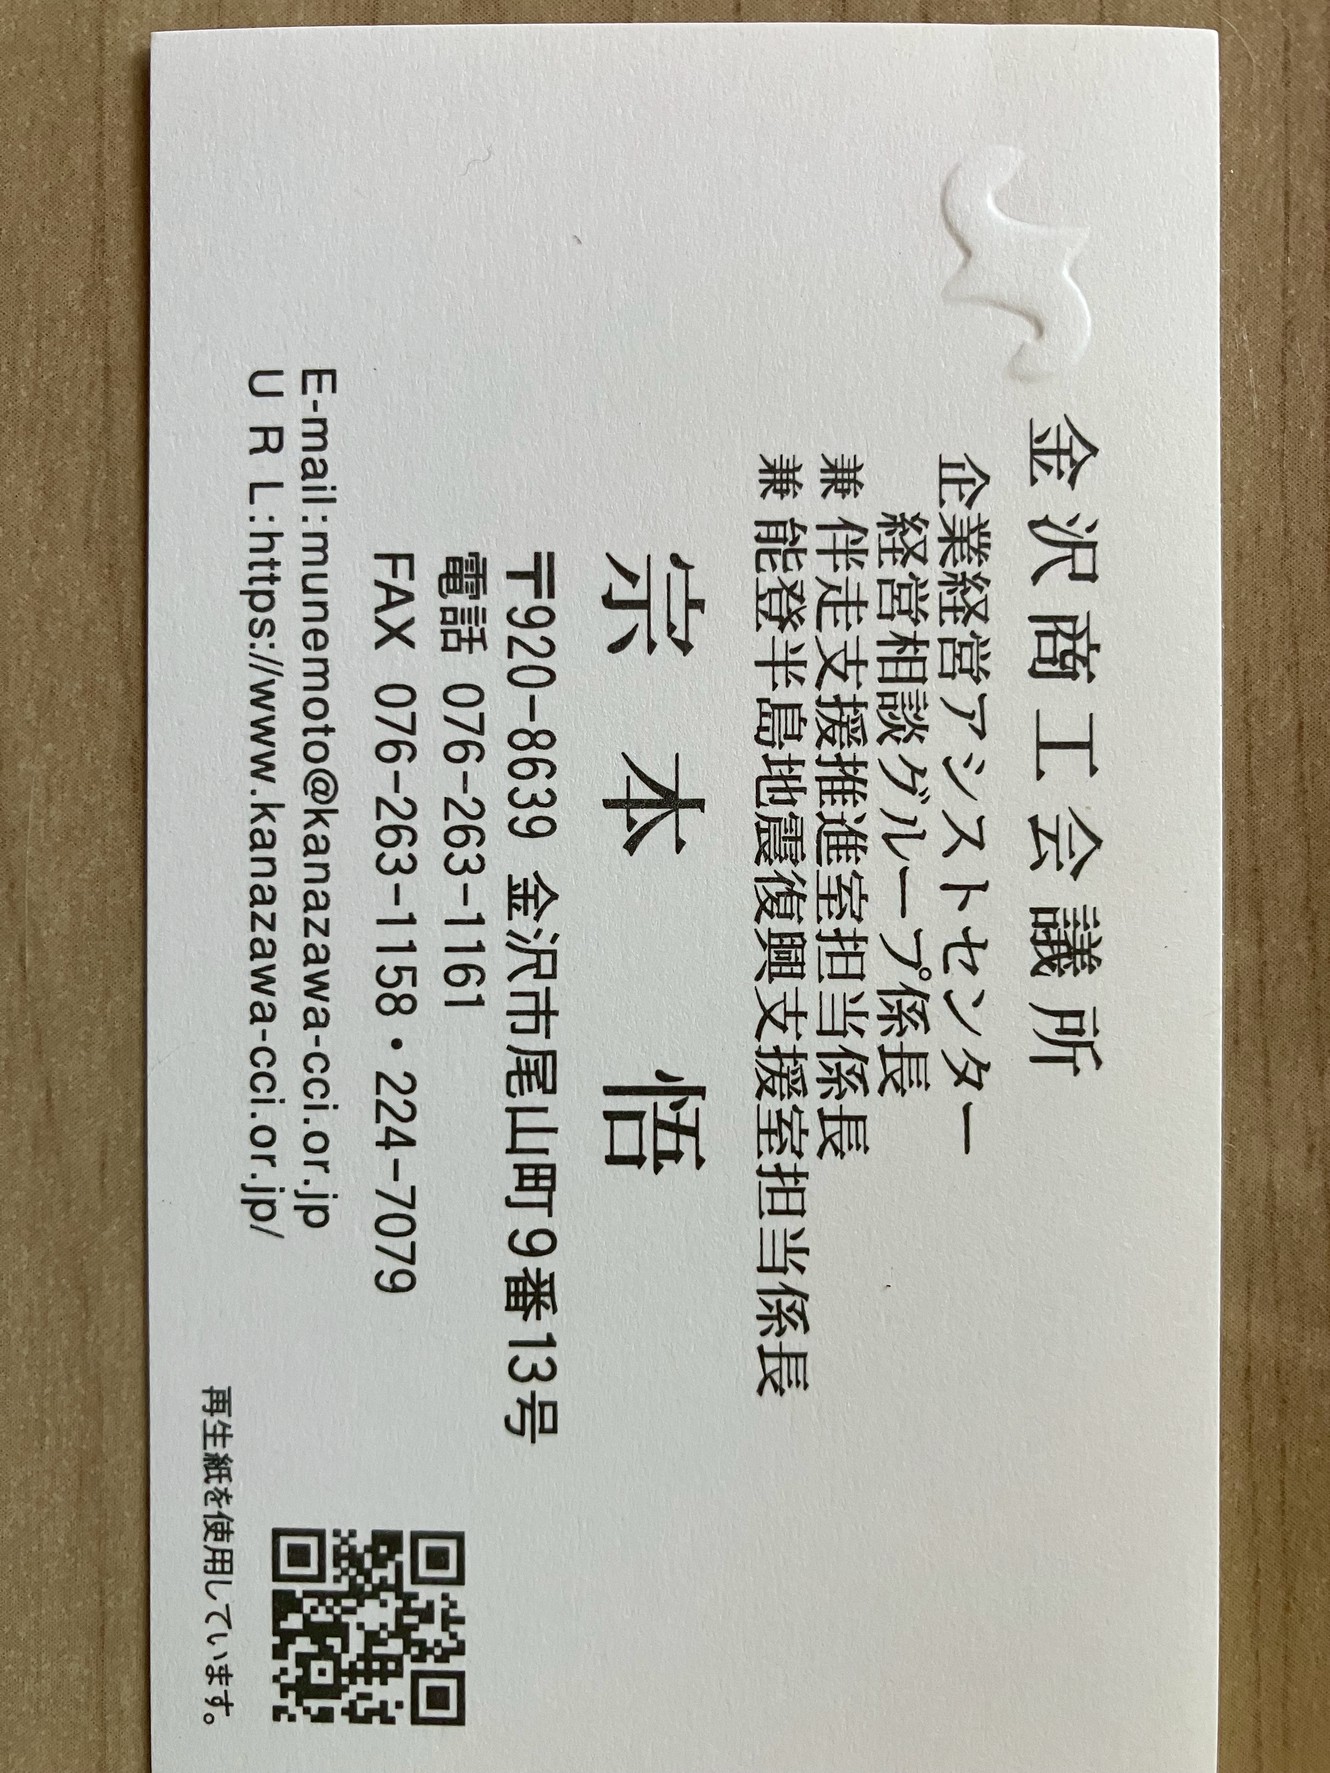 金沢商工会議所
企業経営アシストセンター
経営相談グループ係長
兼 伴走支援推進室担当係長
兼 能登半島地震復興支援室担当係長
宗本 悟
〒920-8639 金沢市尾山町9番13号
電話 076-263-1161
FAX 076-263-1158・224-7079
E-mail:munemoto@kanazawa-cci.or.jp
U R L:https://www.kanazawa-cci.or.jp/
再生紙を使用しています。